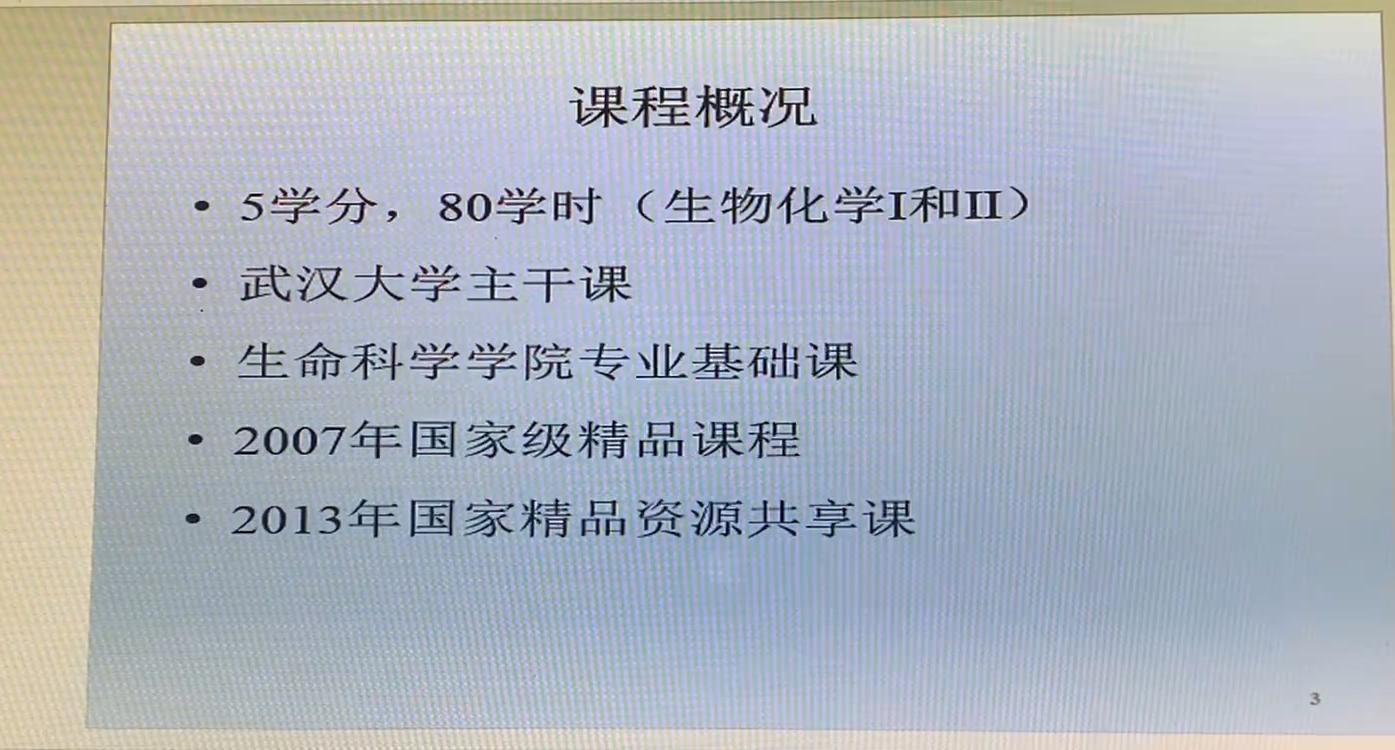 课程概况
• 5学分，80学时（生物化学I和II）
• 武汉大学主干课
• 生命科学学院专业基础课
• 2007年国家级精品课程
• 2013年国家精品资源共享课
3